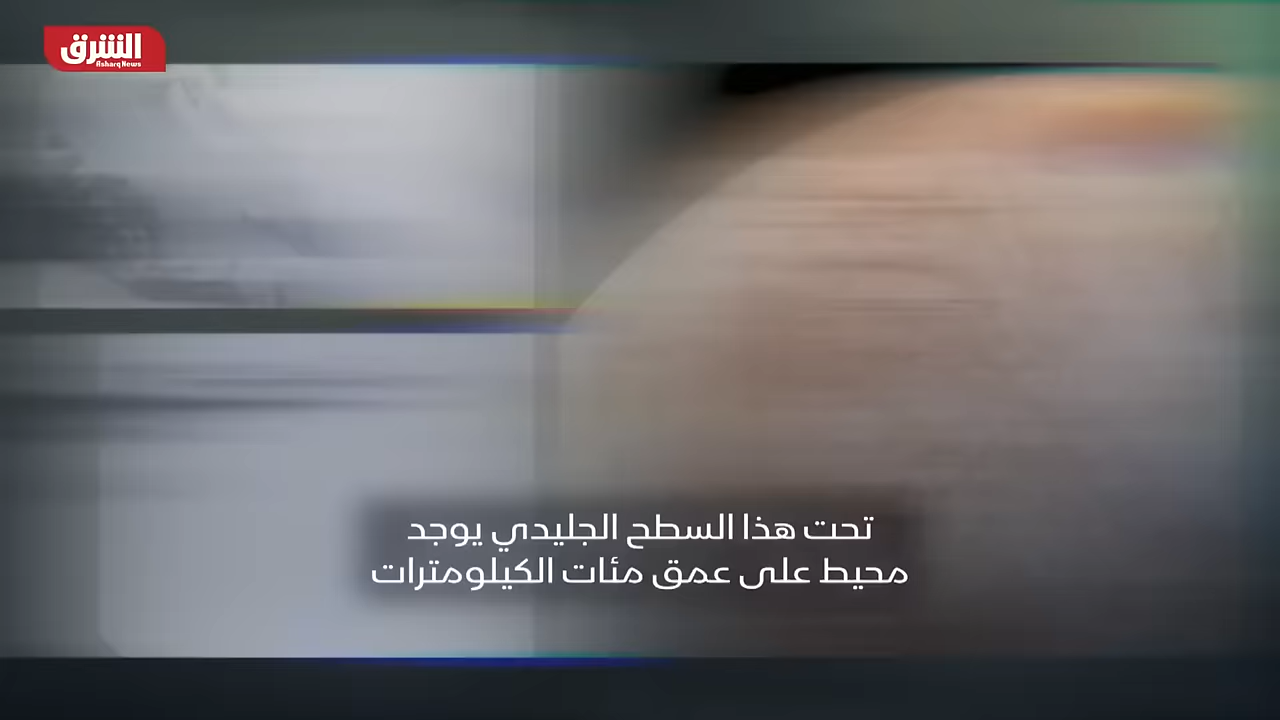 الشرق
Asharq News
تحت هذا السطح الجليدي يوجد
محيط على عمق مئات الكيلومترات